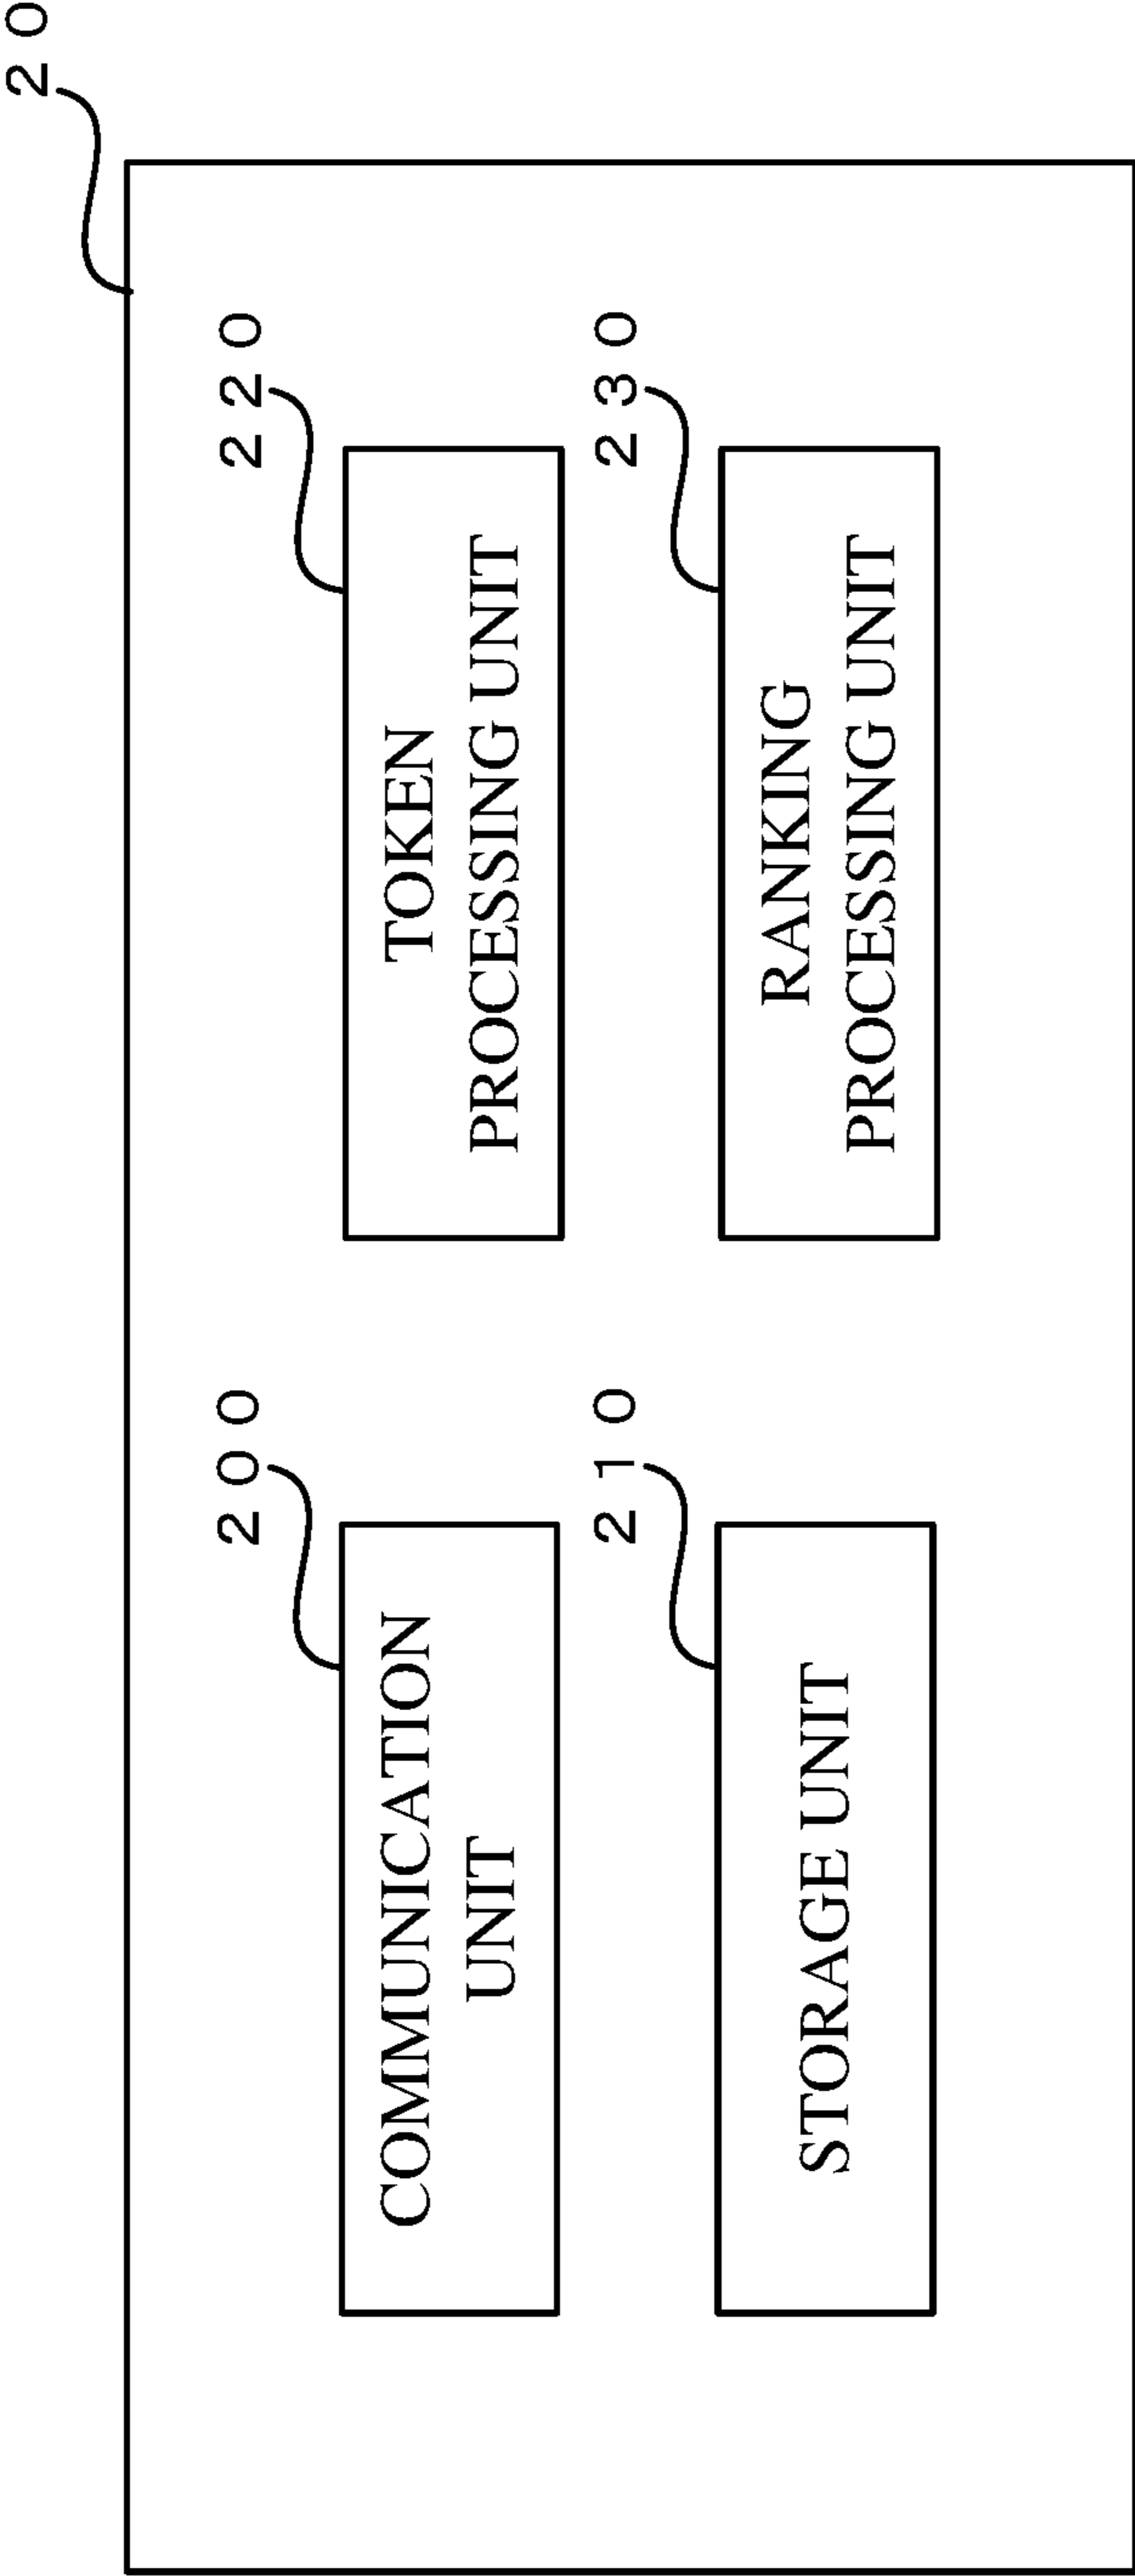 20
200
COMMUNICATION
UNIT
220
TOKEN
PROCESSING UNIT
210
STORAGE UNIT
230
RANKING
PROCESSING UNIT